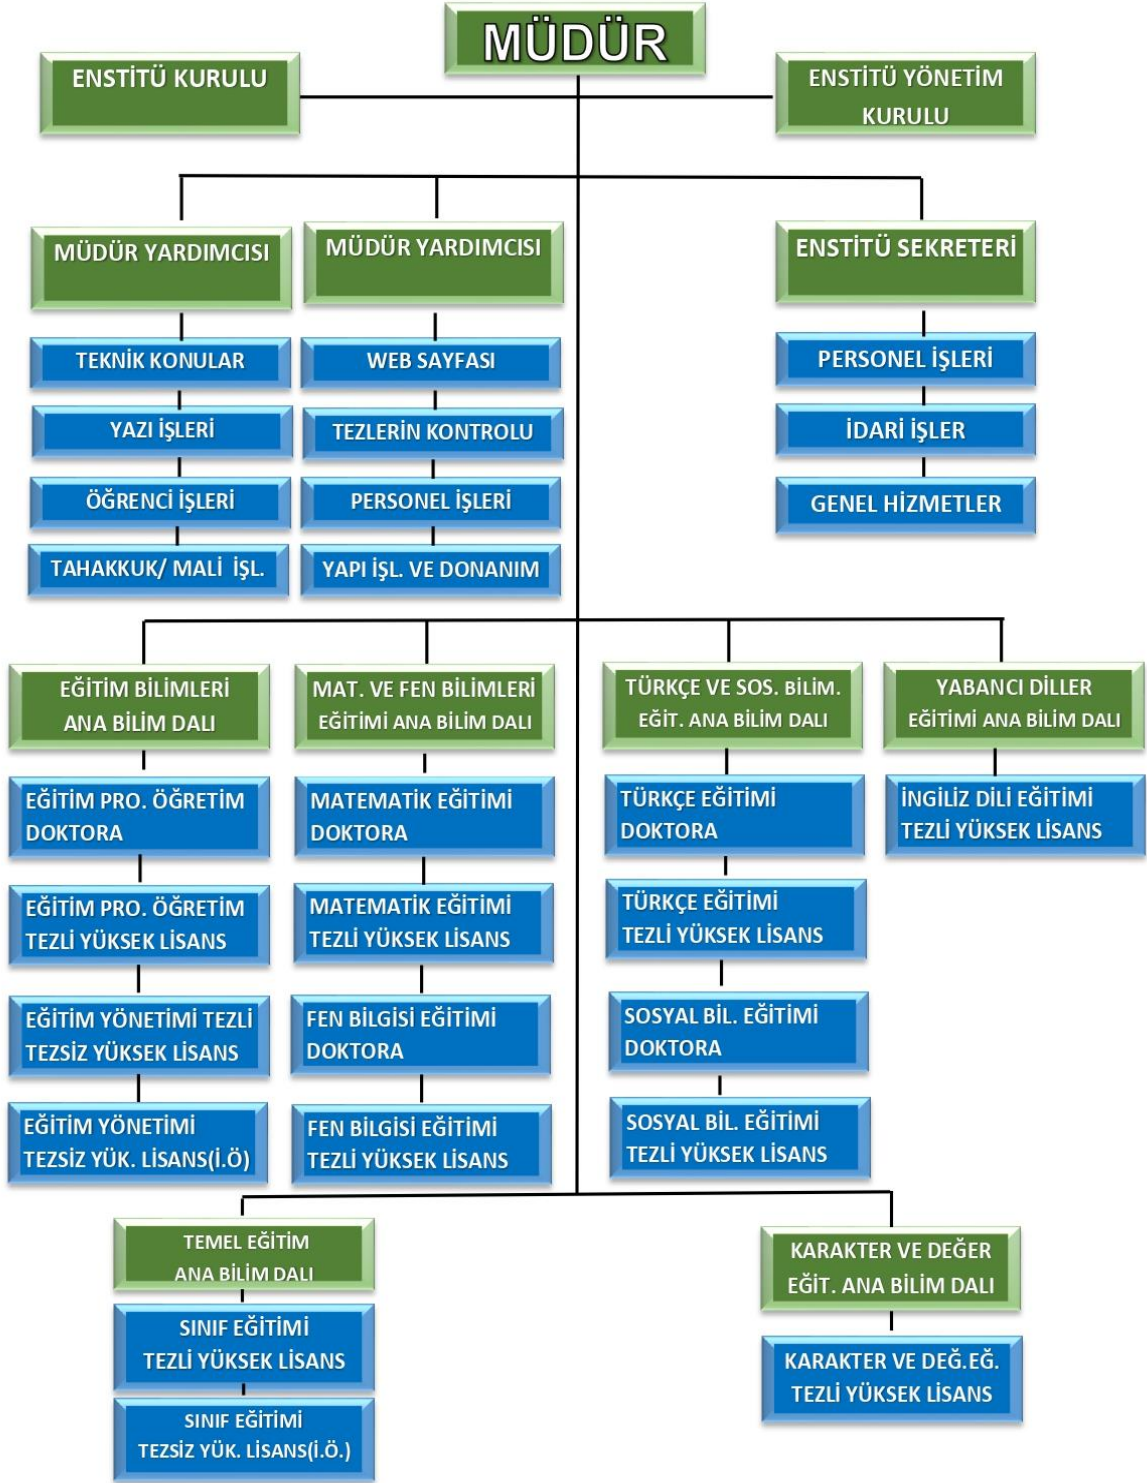 MÜDÜR
ENSTİTÜ KURULU
ENSTİTÜ YÖNETİM
KURULU
MÜDÜR YARDIMCISI
MÜDÜR YARDIMCISI
ENSTİTÜ SEKRETERİ
TEKNİK KONULAR
YAZI İŞLERİ
ÖĞRENCİ İŞLERİ
TAHAKKUK/ MALİ İŞL.
WEB SAYFASI
TEZLERİN KONTROLU
PERSONEL İŞLERİ
YAPI İŞL. VE DONANIM
PERSONEL İŞLERİ
İDARİ İŞLER
GENEL HİZMETLER
EĞİTİM BİLİMLERİ
ANA BİLİM DALI
EĞİTİM PRO. ÖĞRETİM
DOKTORA
EĞİTİM PRO. ÖĞRETİM
TEZLİ YÜKSEK LİSANS
EĞİTİM YÖNETİMİ TEZLİ
TEZSİZ YÜKSEK LİSANS
EĞİTİM YÖNETİMİ
TEZSİZ YÜK. LİSANS(İ.Ö)
MAT. VE FEN BİLİMLERİ
EĞİTİMİ ANA BİLİM DALI
MATEMATİK EĞİTİMİ
DOKTORA
MATEMATİK EĞİTİMİ
TEZLİ YÜKSEK LİSANS
FEN BİLGİSİ EĞİTİMİ
DOKTORA
FEN BİLGİSİ EĞİTİMİ
TEZLİ YÜKSEK LİSANS
TÜRKÇE VE SOS. BİLİM.
EĞİT. ANA BİLİM DALI
TÜRKÇE EĞİTİMİ
DOKTORA
TÜRKÇE EĞİTİMİ
TEZLİ YÜKSEK LİSANS
SOSYAL BİL. EĞİTİMİ
DOKTORA
SOSYAL BİL. EĞİTİMİ
TEZLİ YÜKSEK LİSANS
YABANCI DİLLER
EĞİTİMİ ANA BİLİM DALI
İNGİLİZ DİLİ EĞİTİMİ
TEZLİ YÜKSEK LİSANS
TEMEL EĞİTİM
ANA BİLİM DALI
SINIF EĞİTİMİ
TEZLİ YÜKSEK LİSANS
SINIF EĞİTİMİ
TEZSİZ YÜK. LİSANS(İ.Ö.)
KARAKTER VE DEĞER
EĞİT. ANA BİLİM DALI
KARAKTER VE DEĞ.EĞ.
TEZLİ YÜKSEK LİSANS